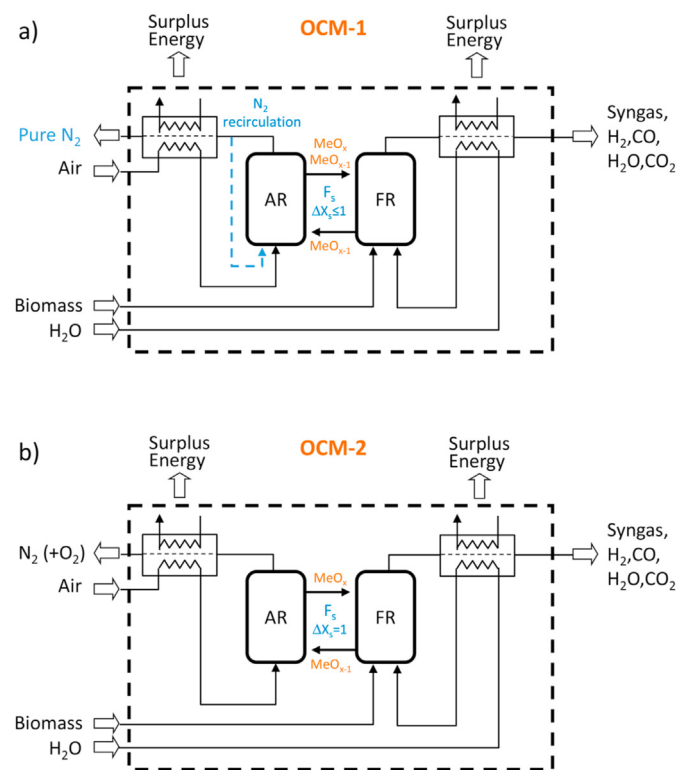 a)
OCM-1
Surplus
Energy
Surplus
Energy
N2
recirculation
Pure N2
Air
MeOx
MeOx-1
Fs
ΔXs≤1
MeOx-1
AR
FR
Syngas,
H2,CO,
H2O,CO2
Biomass
H2O
b)
OCM-2
Surplus
Energy
Surplus
Energy
N2 (+O2)
Air
MeOx
Fs
ΔXs=1
MeOx-1
AR
FR
Syngas,
H2,CO,
H2O,CO2
Biomass
H2O